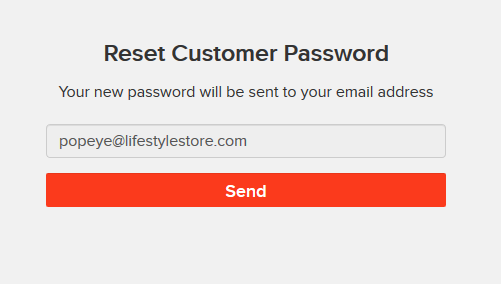 Reset Customer Password
Your new password will be sent to your email address
popeye@lifestylestore.com
Send